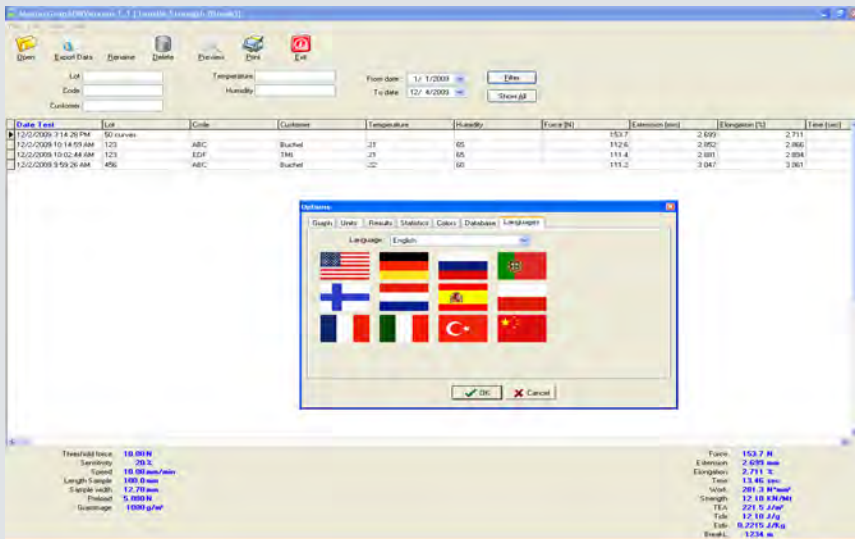 Open Export Data Rename Delete Preview Print Exit
Lot Temperature From date 1/ 1/2009 Filter
Code Humidity To date 12/ 4/2009 Show All
Customer
Date Test Lot Code Customer Temperature Humidity Force [N] Extension [mm] Elongation [%] Time [sec]
12/2/2009 3:14:28 PM 50 curves 153.7 2.699 2.711
12/2/2009 10:14:59 AM 123 ABC Buchel 21 65 112.6 2.852 2.866
12/2/2009 10:02:44 AM 123 EDF TML 21 65 111.4 2.881 2.894
12/2/2009 9:59:26 AM 456 ABC Buchel 22 60 111.2 3.047 3.061
Options
Graph Units Results Statistics Colors Database Languages
Language English
OK Cancel
Threshold force 10.00 N
Sensitivity 20 %
Speed 10.00 mm/min
Length Sample 100.0 mm
Sample width 12.70 mm
Preload 5.000 N
Grammage 1000 g/m²
Force 153.7 N
Extension 2.699 mm
Elongation 2.711 %
Time 13.46 sec
Work 281.3 N*mm²
Strength 12.10 KN/Mt
TEA 221.5 J/m²
12.10 J/g
0.2215 J/Kg
Break L. 1234 m